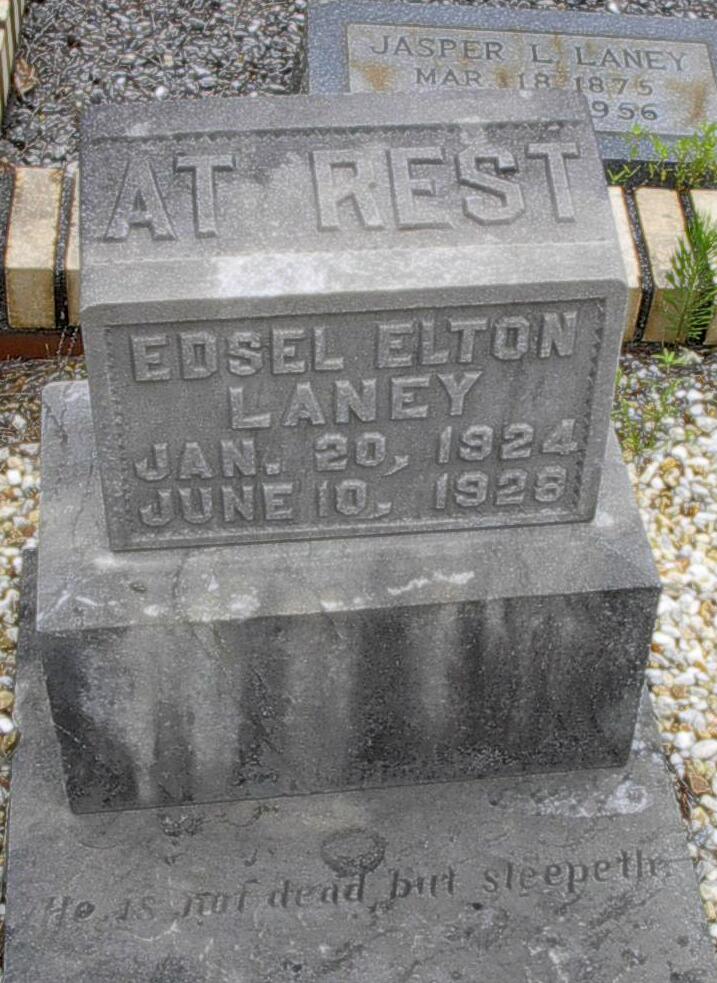 JASPER L. LANEY
MAR 18 1875
956
AT REST
EDSEL ELTON
LANEY
JAN. 20, 1924
JUNE 10, 1928
He is not dead, but sleepeth.